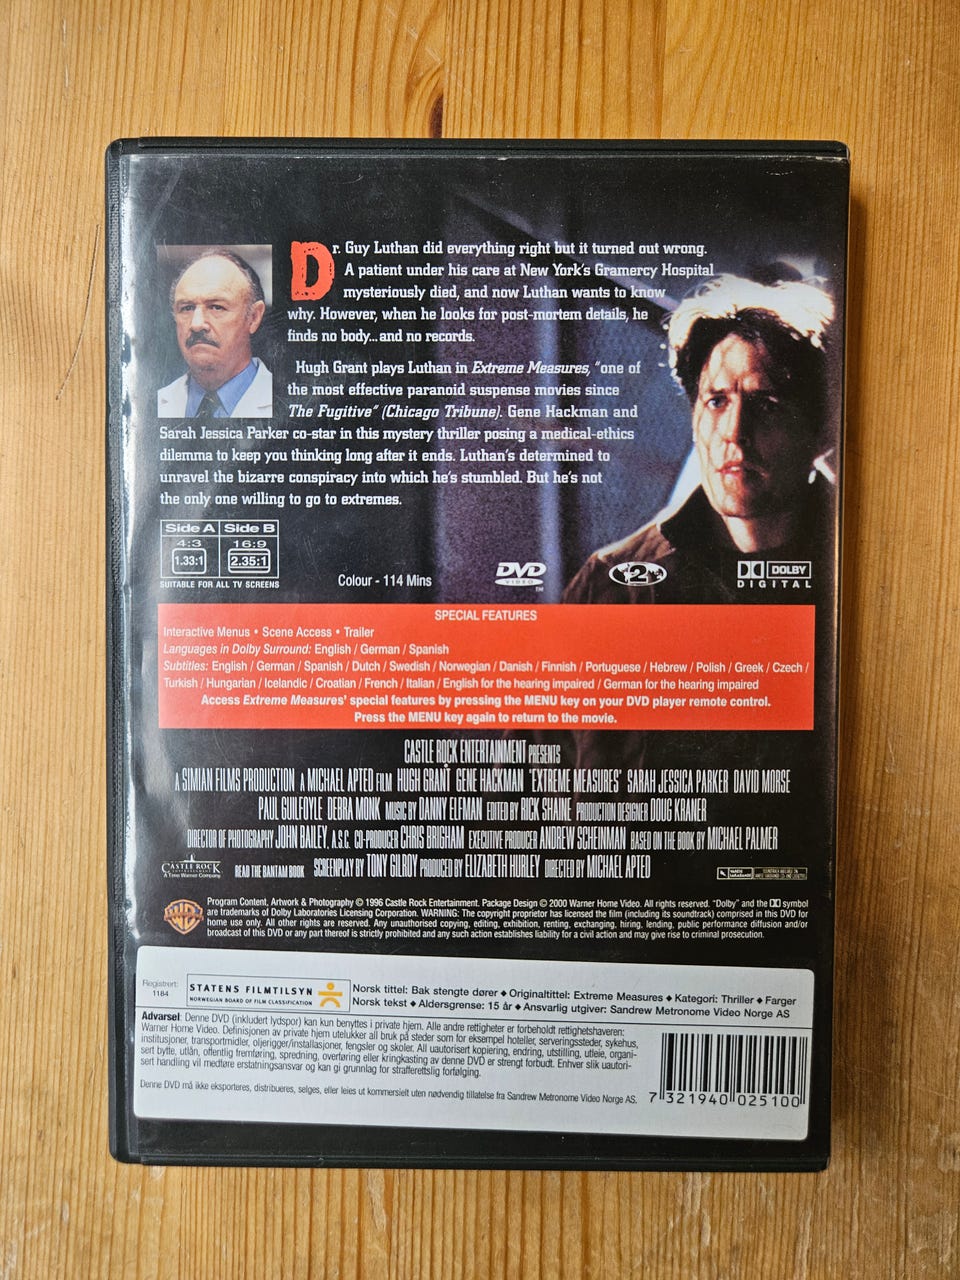 Dr. Guy Luthan did everything right but it turned out wrong.
A patient under his care at New York's Gramercy Hospital
mysteriously died, and now Luthan wants to know
why. However, when he looks for post-mortem details, he
finds no body...and no records.
Hugh Grant plays Luthan in Extreme Measures, "one of
the most effective paranoid suspense movies since
The Fugitive" (Chicago Tribune). Gene Hackman and
Sarah Jessica Parker co-star in this mystery thriller posing a medical-ethics
dilemma to keep you thinking long after it ends. Luthan's determined to
unravel the bizarre conspiracy into which he's stumbled. But he's not
the only one willing to go to extremes.
Side A Side B
4:3 16:9
1.33:1 2.35:1
SUITABLE FOR ALL TV SCREENS
Colour - 114 Mins
DVD
VIDEO
TM
2
DOLBY
DIGITAL
SPECIAL FEATURES
Interactive Menus • Scene Access • Trailer
Languages in Dolby Surround: English / German / Spanish
Subtitles: English / German / Spanish / Dutch / Swedish / Norwegian / Danish / Finnish / Portuguese / Hebrew / Polish / Greek / Czech /
Turkish / Hungarian / Icelandic / Croatian / French / Italian / English for the hearing impaired / German for the hearing impaired
Access Extreme Measures' special features by pressing the MENU key on your DVD player remote control.
Press the MENU key again to return to the movie.
CASTLE ROCK ENTERTAINMENT PRESENTS
A SIMIAN FILMS PRODUCTION A MICHAEL APTED FILM HUGH GRANT GENE HACKMAN "EXTREME MEASURES" SARAH JESSICA PARKER DAVID MORSE
PAUL GUILFOYLE DEBRA MONK MUSIC BY DANNY ELFMAN EDITED BY RICK SHAINE PRODUCTION DESIGNER DOUG KRANER
DIRECTOR OF PHOTOGRAPHY JOHN BAILEY, A.S.C. CO-PRODUCER CHRIS BRIGHAM EXECUTIVE PRODUCER ANDREW SCHEINMAN BASED ON THE BOOK BY MICHAEL PALMER
CASTLE ROCK
ENTERTAINMENT
A Time Warner Company
READ THE BANTAM BOOK SCREENPLAY BY TONY GILROY PRODUCED BY ELIZABETH HURLEY DIRECTED BY MICHAEL APTED
WB
Program Content, Artwork & Photography © 1996 Castle Rock Entertainment. Package Design © 2000 Warner Home Video. All rights reserved. "Dolby" and the DD symbol
are trademarks of Dolby Laboratories Licensing Corporation. WARNING: The copyright proprietor has licensed the film (including its soundtrack) comprised in this DVD for
home use only. All other rights are reserved. Any unauthorised copying, editing, exhibition, renting, exchanging, hiring, lending, public performance diffusion and/or
broadcast of this DVD or any part thereof is strictly prohibited and any such action establishes liability for a civil action and may give rise to criminal prosecution.
Registrert:
1184
STATENS FILMTILSYN
NORWEGIAN BOARD OF FILM CLASSIFICATION
Norsk tittel: Bak stengte dører ◆ Originaltittel: Extreme Measures ◆ Kategori: Thriller ◆ Farger
Norsk tekst ◆ Aldersgrense: 15 år ◆ Ansvarlig utgiver: Sandrew Metronome Video Norge AS
Advarsel: Denne DVD (inkludert lydspor) kan kun benyttes i private hjem. Alle andre rettigheter er forbeholdt rettighetshaveren:
Warner Home Video. Definisjonen av private hjem utelukker all bruk på steder som for eksempel hoteller, serveringssteder, sykehus,
institusjoner, transportmidler, oljerigger/installasjoner, fengsler og skoler. All uautorisert kopiering, endring, utstilling, utleie, organi-
sert bytte, utlån, offentlig fremføring, spredning, overføring eller kringkasting av denne DVD er strengt forbudt. Enhver slik uautori-
sert handling vil medføre erstatningsansvar og kan gi grunnlag for strafferettslig forfølging.
Denne DVD må ikke eksporteres, distribueres, selges, eller leies ut kommersielt uten nødvendig tillatelse fra Sandrew Metronome Video Norge AS.
7 321940 025100